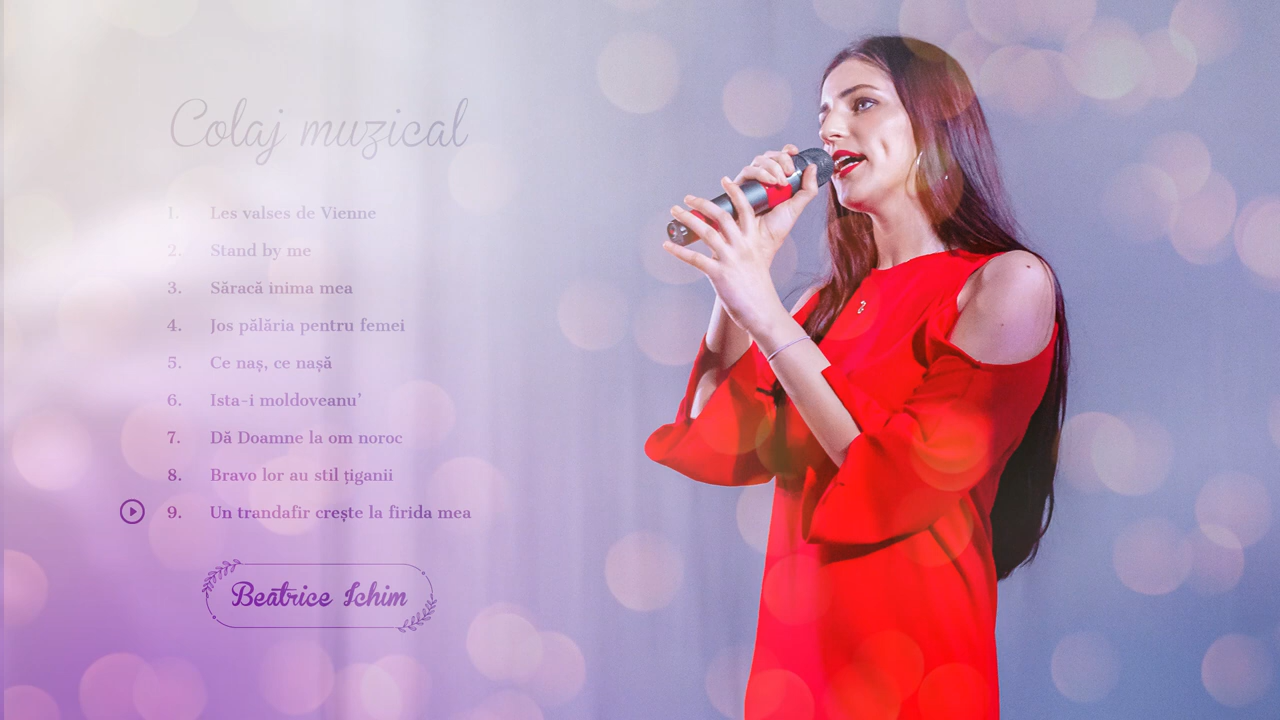 Colaj muzical
1. Les valses de Vienne
2. Stand by me
3. Săracă inima mea
4. Jos pălăria pentru femei
5. Ce naș, ce nașă
6. Ista-i moldoveanu’
7. Dă Doamne la om noroc
8. Bravo lor au stil țiganii
9. Un trandafir crește la firida mea
Beatrice Ichim